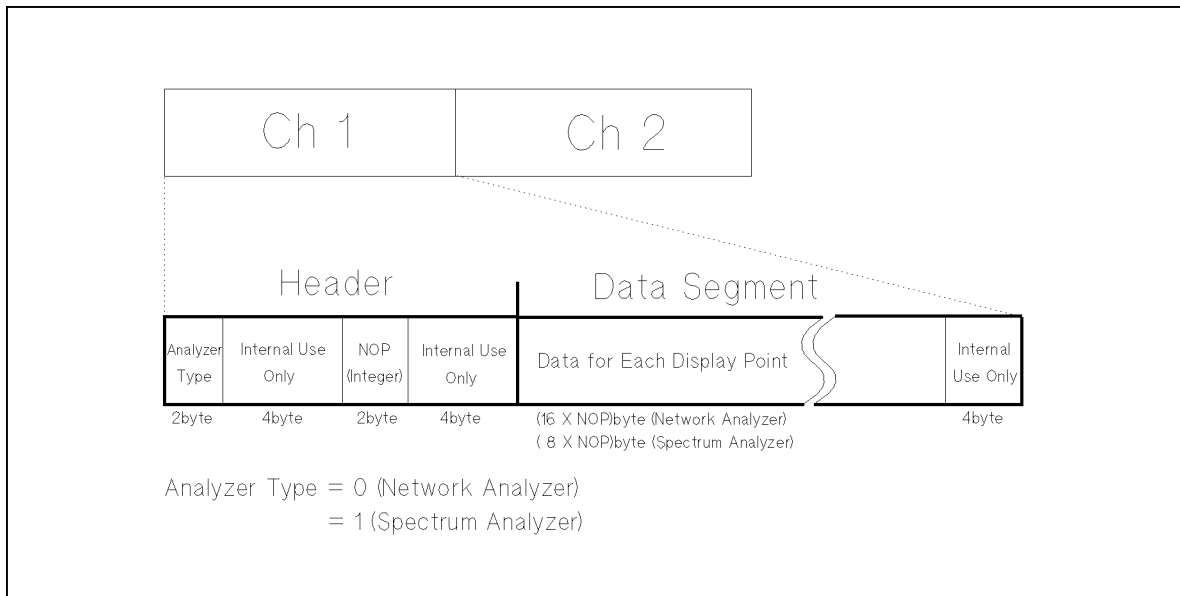 Ch 1
Ch 2
Header
Data Segment
Analyzer
Type
Internal Use
Only
NOP
(Integer)
Internal Use
Only
Data for Each Display Point
Internal
Use Only
2byte
4byte
2byte
4byte
(16 X NOP)byte (Network Analyzer)
( 8 X NOP)byte (Spectrum Analyzer)
4byte
Analyzer Type = 0 (Network Analyzer)
= 1 (Spectrum Analyzer)